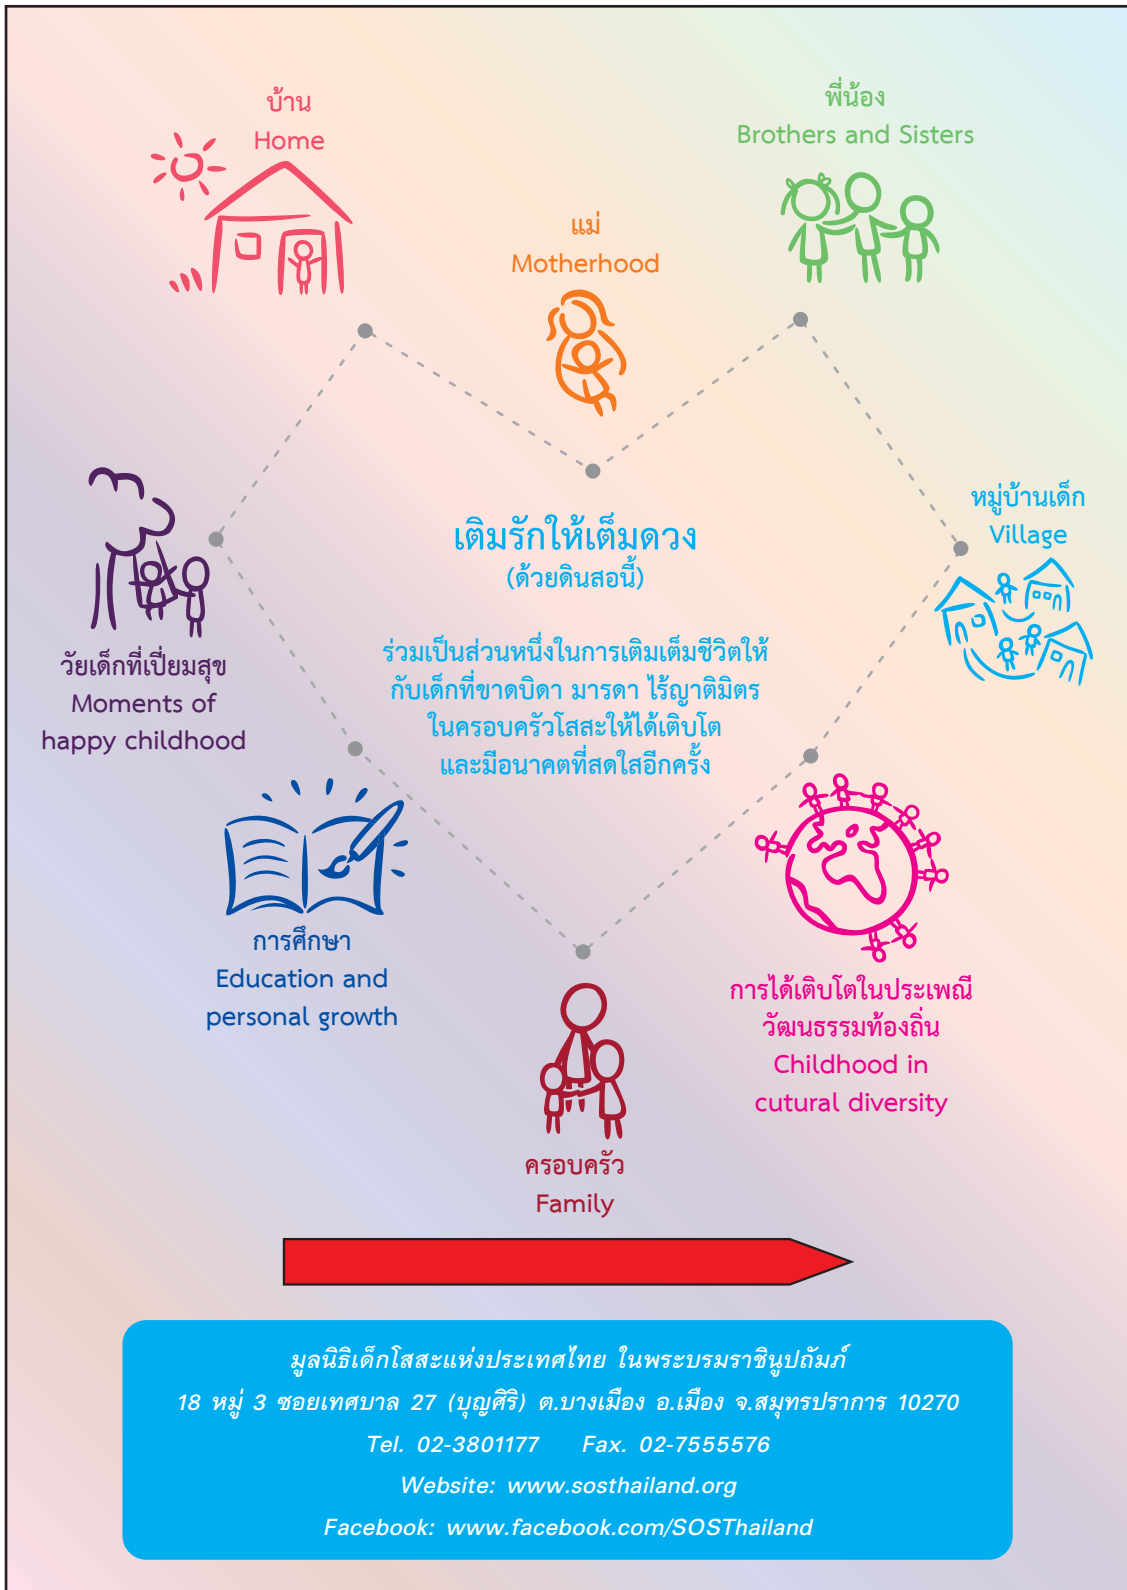 บ้าน
Home
พี่น้อง
Brothers and Sisters
แม่
Motherhood
หมู่บ้านเด็ก
Village
เติมรักให้เต็มดวง
(ด้วยดินสอนี้)
ร่วมเป็นส่วนหนึ่งในการเติมเต็มชีวิตให้
กับเด็กที่ขาดบิดา มารดา ไร้ญาติมิตร
ในครอบครัวโสสะให้ได้เติบโต
และมีอนาคตที่สดใสอีกครั้ง
วัยเด็กที่เปี่ยมสุข
Moments of
happy childhood
การศึกษา
Education and
personal growth
การได้เติบโตในประเพณี
วัฒนธรรมท้องถิ่น
Childhood in
cutural diversity
ครอบครัว
Family
มูลนิธิเด็กโสสะแห่งประเทศไทย ในพระบรมราชินูปถัมภ์
18 หมู่ 3 ซอยเทศบาล 27 (บุญศิริ) ต.บางเมือง อ.เมือง จ.สมุทรปราการ 10270
Tel. 02-3801177 Fax. 02-7555576
Website: www.sosthailand.org
Facebook: www.facebook.com/SOSThailand